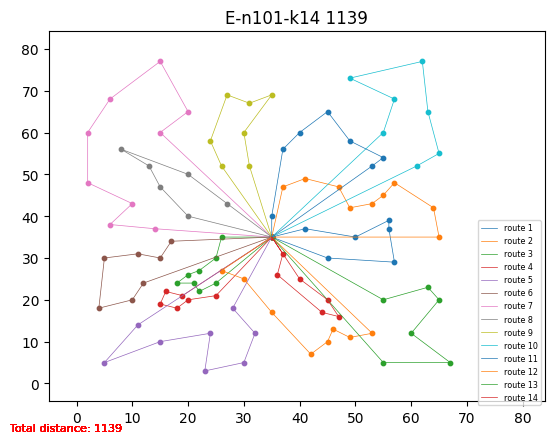 E-n101-k14 1139
80
70
60
50
40
30
20
10
0
0 10 20 30 40 50 60 70 80
route 1
route 2
route 3
route 4
route 5
route 6
route 7
route 8
route 9
route 10
route 11
route 12
route 13
route 14
Total distance: 1139